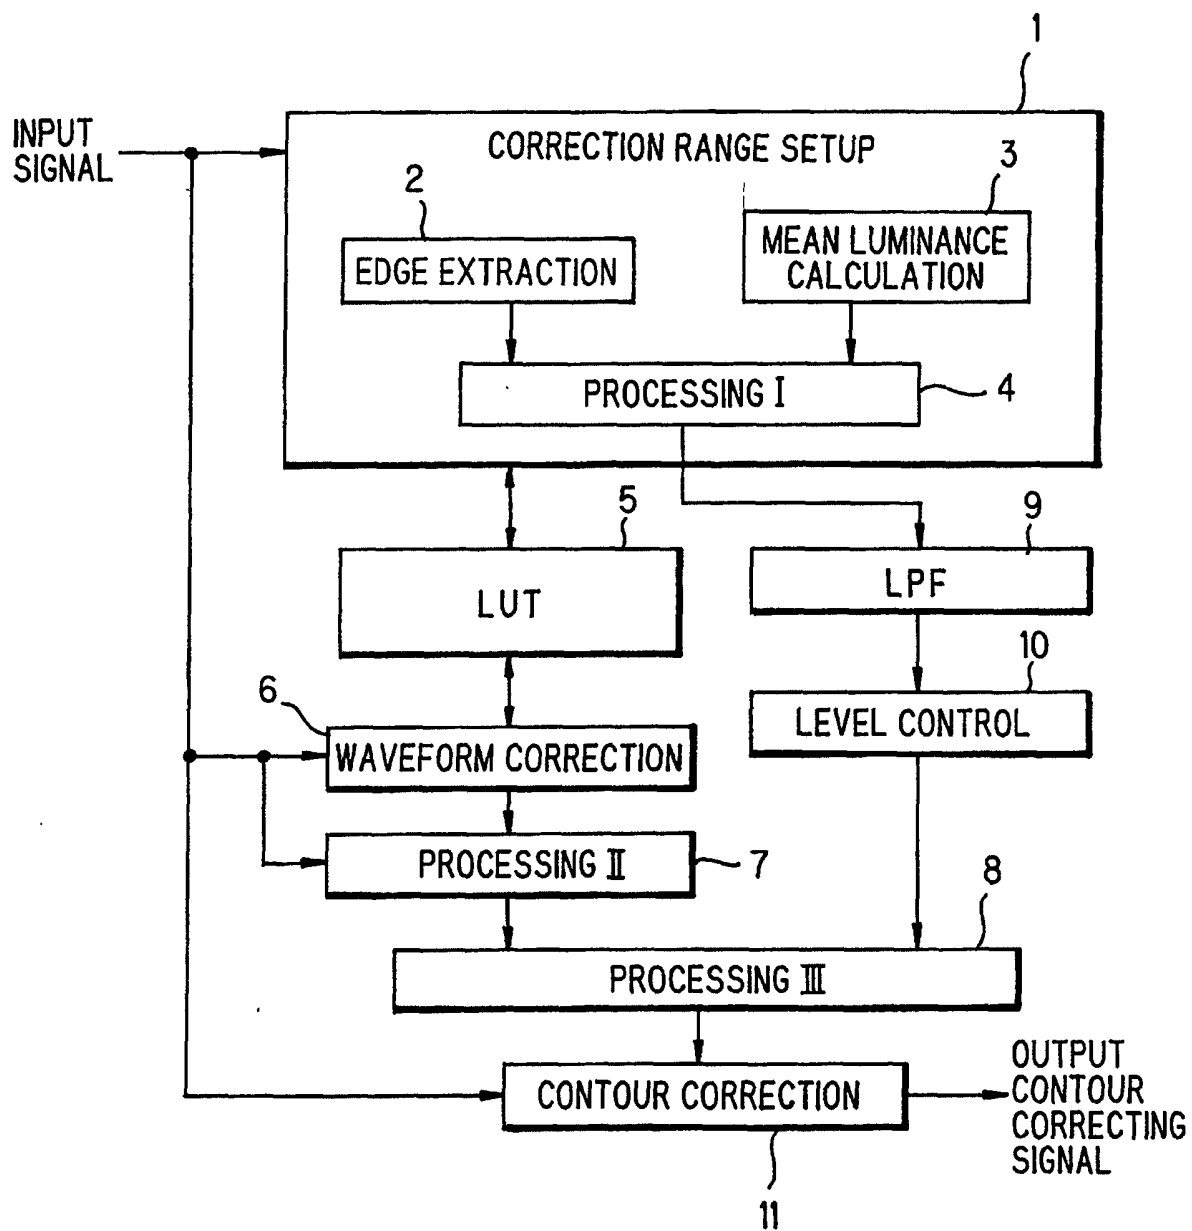 1
INPUT
SIGNAL
CORRECTION RANGE SETUP
2
3
EDGE EXTRACTION
MEAN LUMINANCE
CALCULATION
PROCESSING I
4
5
9
LUT
LPF
6
10
WAVEFORM CORRECTION
LEVEL CONTROL
PROCESSING II
7
8
PROCESSING III
CONTOUR CORRECTION
OUTPUT
CONTOUR
CORRECTING
SIGNAL
11